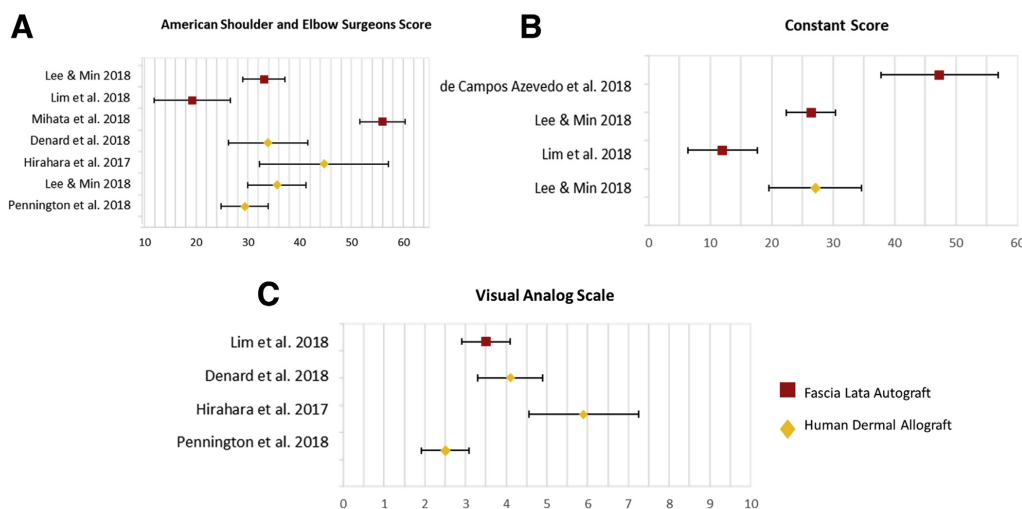 A
American Shoulder and Elbow Surgeons Score
Lee & Min 2018
Lim et al. 2018
Mihata et al. 2018
Denard et al. 2018
Hirahara et al. 2017
Lee & Min 2018
Pennington et al. 2018
10 20 30 40 50 60
B
Constant Score
de Campos Azevedo et al. 2018
Lee & Min 2018
Lim et al. 2018
Lee & Min 2018
0 10 20 30 40 50 60
C
Visual Analog Scale
Lim et al. 2018
Denard et al. 2018
Hirahara et al. 2017
Pennington et al. 2018
0 1 2 3 4 5 6 7 8 9 10
Fascia Lata Autograft
Human Dermal Allograft